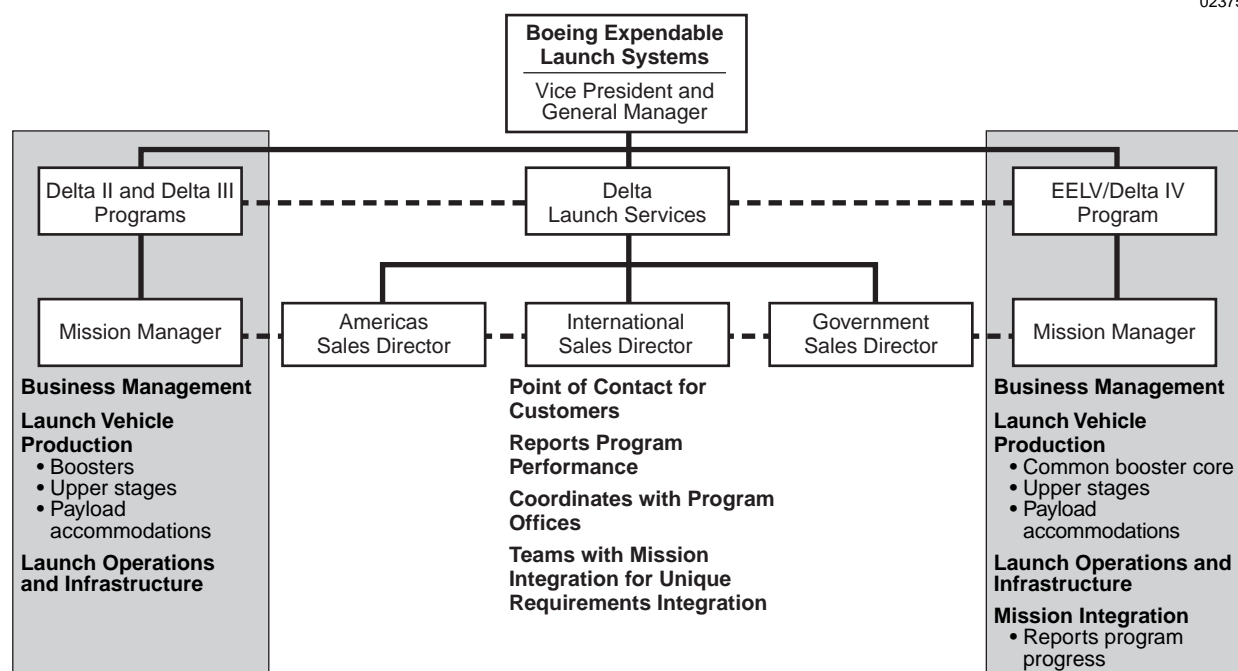 02375
Boeing Expendable
Launch Systems
Vice President and
General Manager
Delta II and Delta III
Programs
Delta
Launch Services
EELV/Delta IV
Program
Mission Manager
Americas
Sales Director
International
Sales Director
Government
Sales Director
Mission Manager
Business Management
Launch Vehicle
Production
• Boosters
• Upper stages
• Payload
accommodations
Launch Operations
and Infrastructure
Point of Contact for
Customers
Reports Program
Performance
Coordinates with Program
Offices
Teams with Mission
Integration for Unique
Requirements Integration
Business Management
Launch Vehicle
Production
• Common booster core
• Upper stages
• Payload
accommodations
Launch Operations and
Infrastructure
Mission Integration
• Reports program
progress